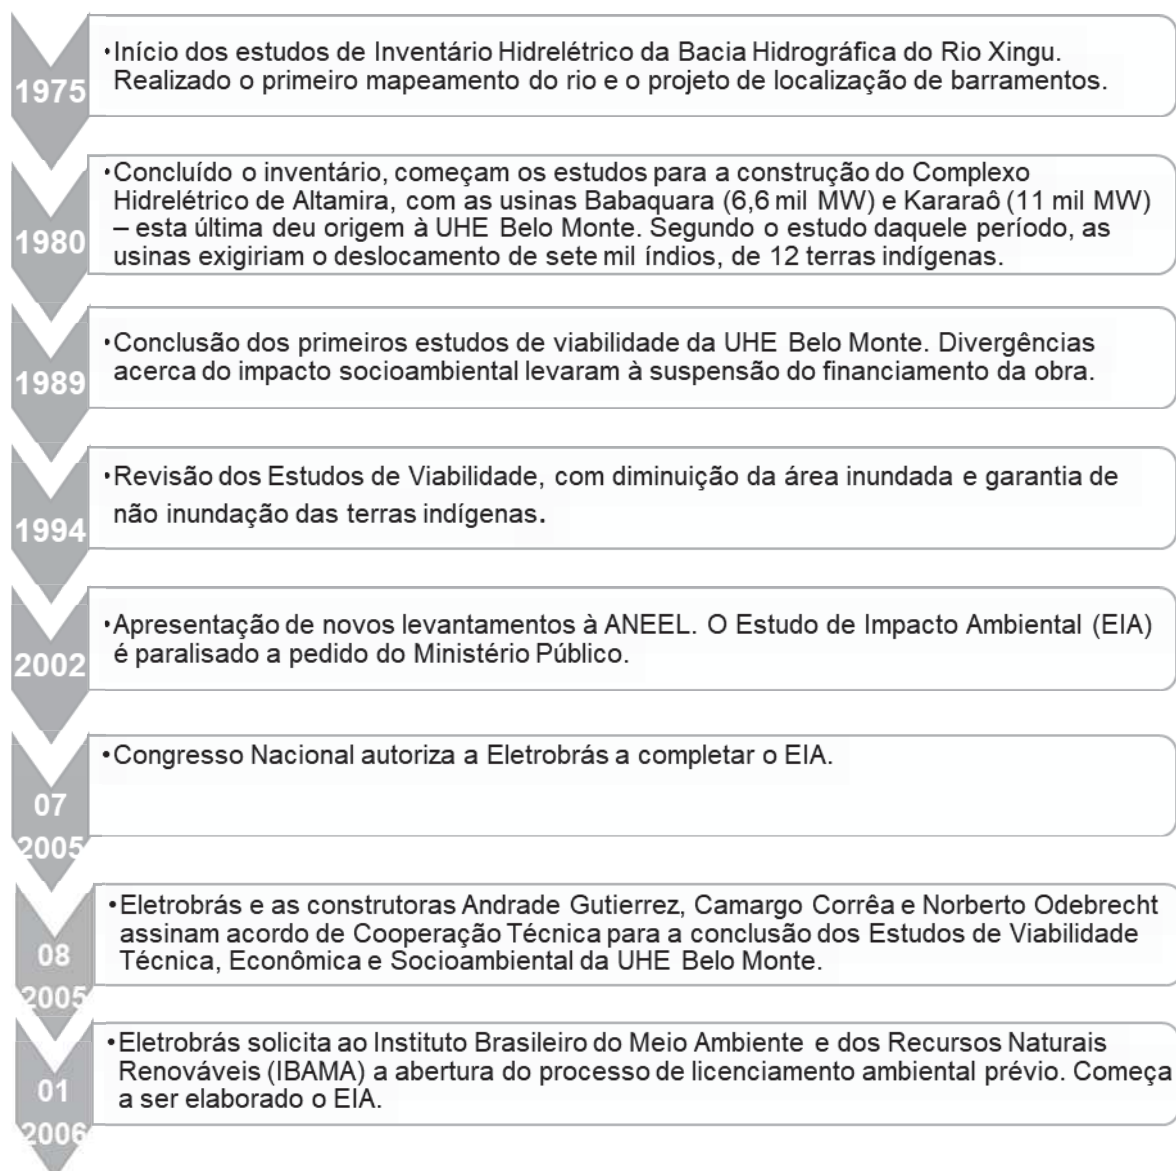 1975
•Início dos estudos de Inventário Hidrelétrico da Bacia Hidrográfica do Rio Xingu.
Realizado o primeiro mapeamento do rio e o projeto de localização de barramentos.
1980
•Concluído o inventário, começam os estudos para a construção do Complexo
Hidrelétrico de Altamira, com as usinas Babaquara (6,6 mil MW) e Kararaô (11 mil MW)
– esta última deu origem à UHE Belo Monte. Segundo o estudo daquele período, as
usinas exigiriam o deslocamento de sete mil índios, de 12 terras indígenas.
1989
•Conclusão dos primeiros estudos de viabilidade da UHE Belo Monte. Divergências
acerca do impacto socioambiental levaram à suspensão do financiamento da obra.
1994
•Revisão dos Estudos de Viabilidade, com diminuição da área inundada e garantia de
não inundação das terras indígenas.
2002
•Apresentação de novos levantamentos à ANEEL. O Estudo de Impacto Ambiental (EIA)
é paralisado a pedido do Ministério Público.
07
2005
•Congresso Nacional autoriza a Eletrobrás a completar o EIA.
08
2005
•Eletrobrás e as construtoras Andrade Gutierrez, Camargo Corrêa e Norberto Odebrecht
assinam acordo de Cooperação Técnica para a conclusão dos Estudos de Viabilidade
Técnica, Econômica e Socioambiental da UHE Belo Monte.
01
2006
•Eletrobrás solicita ao Instituto Brasileiro do Meio Ambiente e dos Recursos Naturais
Renováveis (IBAMA) a abertura do processo de licenciamento ambiental prévio. Começa
a ser elaborado o EIA.